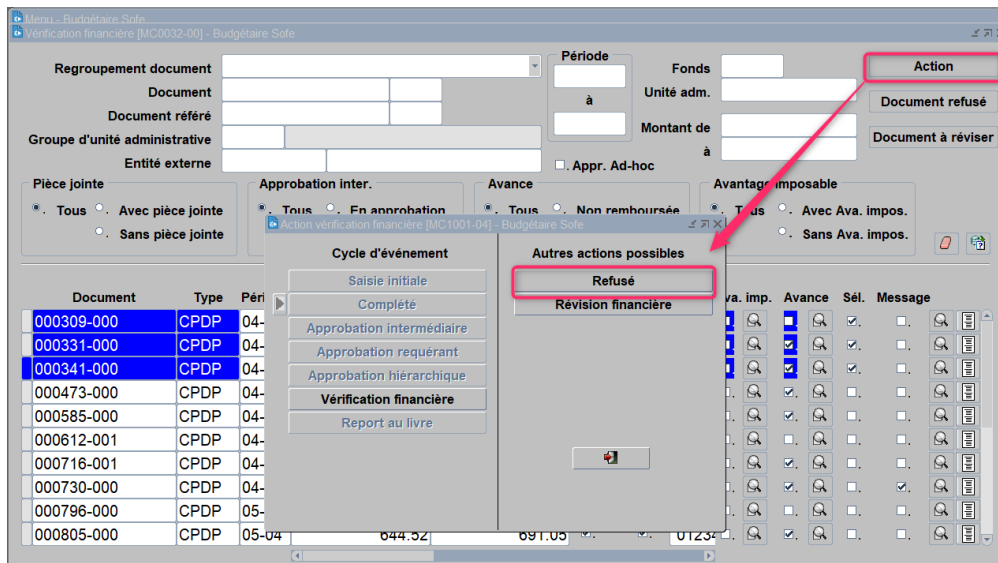 Menu - Budgétaire Sofe
Vérification financière [MC0032-00] - Budgétaire Sofe
Regroupement document
Période
Fonds
Action
Document
à
Unité adm.
Document refusé
Document référé
Groupe d'unité administrative
Montant de
Document à réviser
Entité externe
Appr. Ad-hoc
à
Pièce jointe
Approbation inter.
Avance
Avantage imposable
Tous
Avec pièce jointe
Tous
En approbation
Tous
Non remboursée
Tous
Avec Ava. impos.
Sans pièce jointe
Sans Ava. impos.
Action vérification financière [MC1001-04] - Budgétaire Sofe
Cycle d'événement
Autres actions possibles
Saisie initiale
Refusé
Complété
Révision financière
Approbation intermédiaire
Approbation requérant
Approbation hiérarchique
Vérification financière
Report au livre
Document Type Avance Sél. Message
000309-000 CPDP 04-
000331-000 CPDP 04-
000341-000 CPDP 04-
000473-000 CPDP 04-
000585-000 CPDP 04-
000612-001 CPDP 04-
000716-001 CPDP 04-
000730-000 CPDP 04-
000796-000 CPDP 05-
000805-000 CPDP 05-04 644.52 691.05